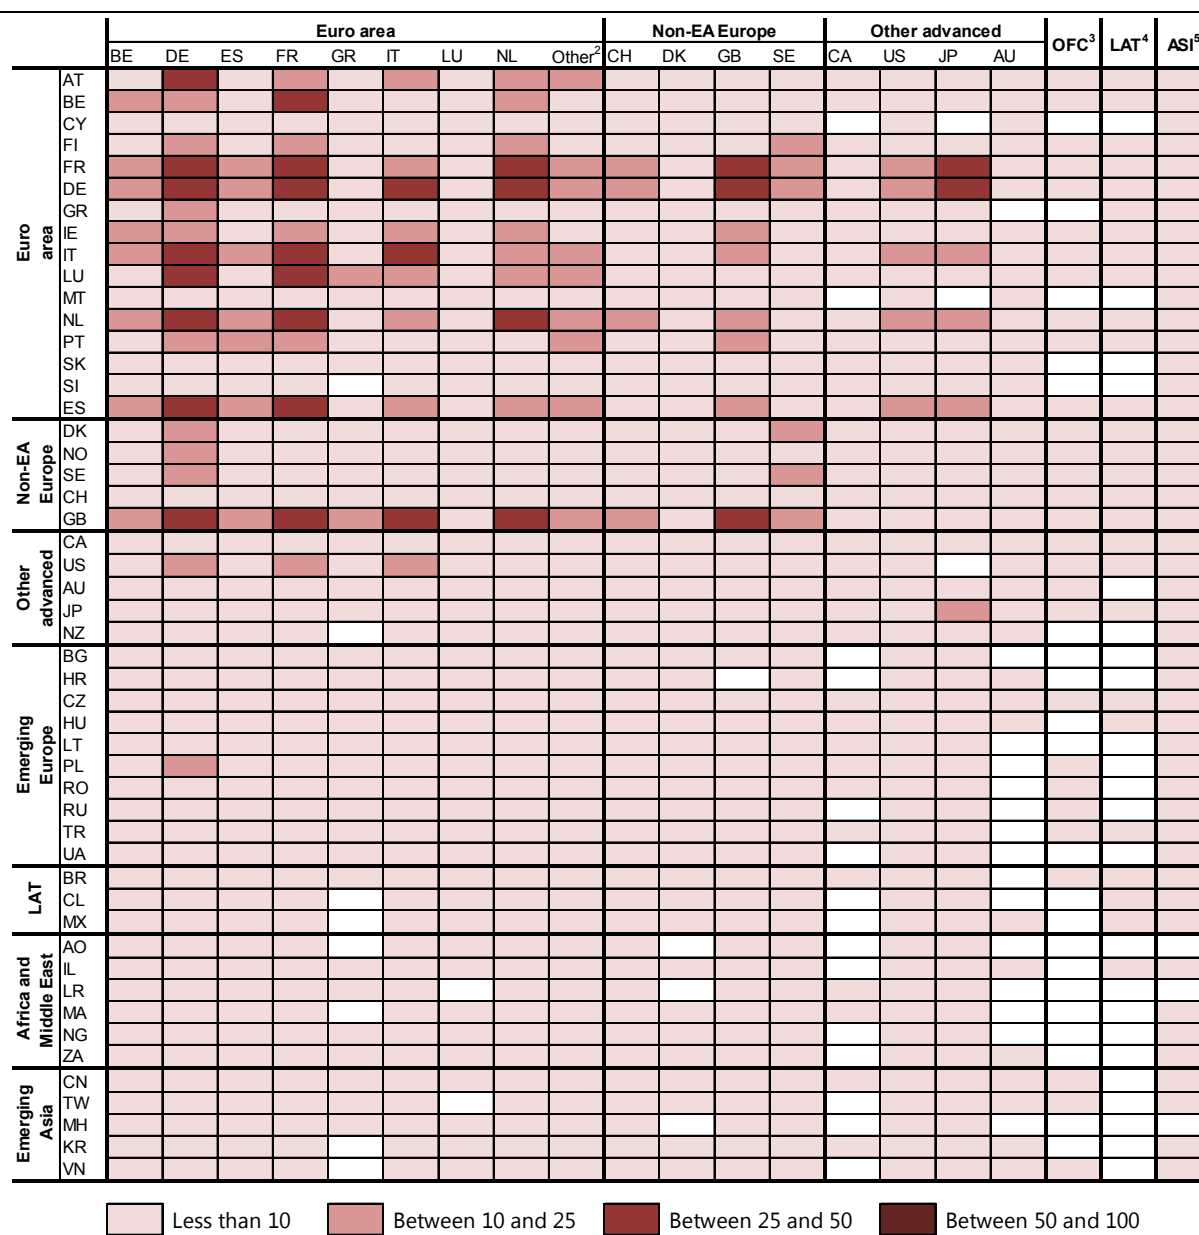 Euro area Non-EA Europe Other advanced OFC3 LAT4 ASI5
BE DE ES FR GR IT LU NL Other2 CH DK GB SE CA US JP AU
Euro area
AT
BE
CY
FI
FR
DE
GR
IE
IT
LU
MT
NL
PT
SK
SI
ES
Non-EA Europe
DK
NO
SE
CH
GB
Other advanced
CA
US
AU
JP
NZ
Emerging Europe
BG
HR
CZ
HU
LT
PL
RO
RU
TR
UA
LAT
BR
CL
MX
Africa and Middle East
AO
IL
LR
MA
NG
ZA
Emerging Asia
CN
TW
MH
KR
VN
Less than 10 Between 10 and 25 Between 25 and 50 Between 50 and 100